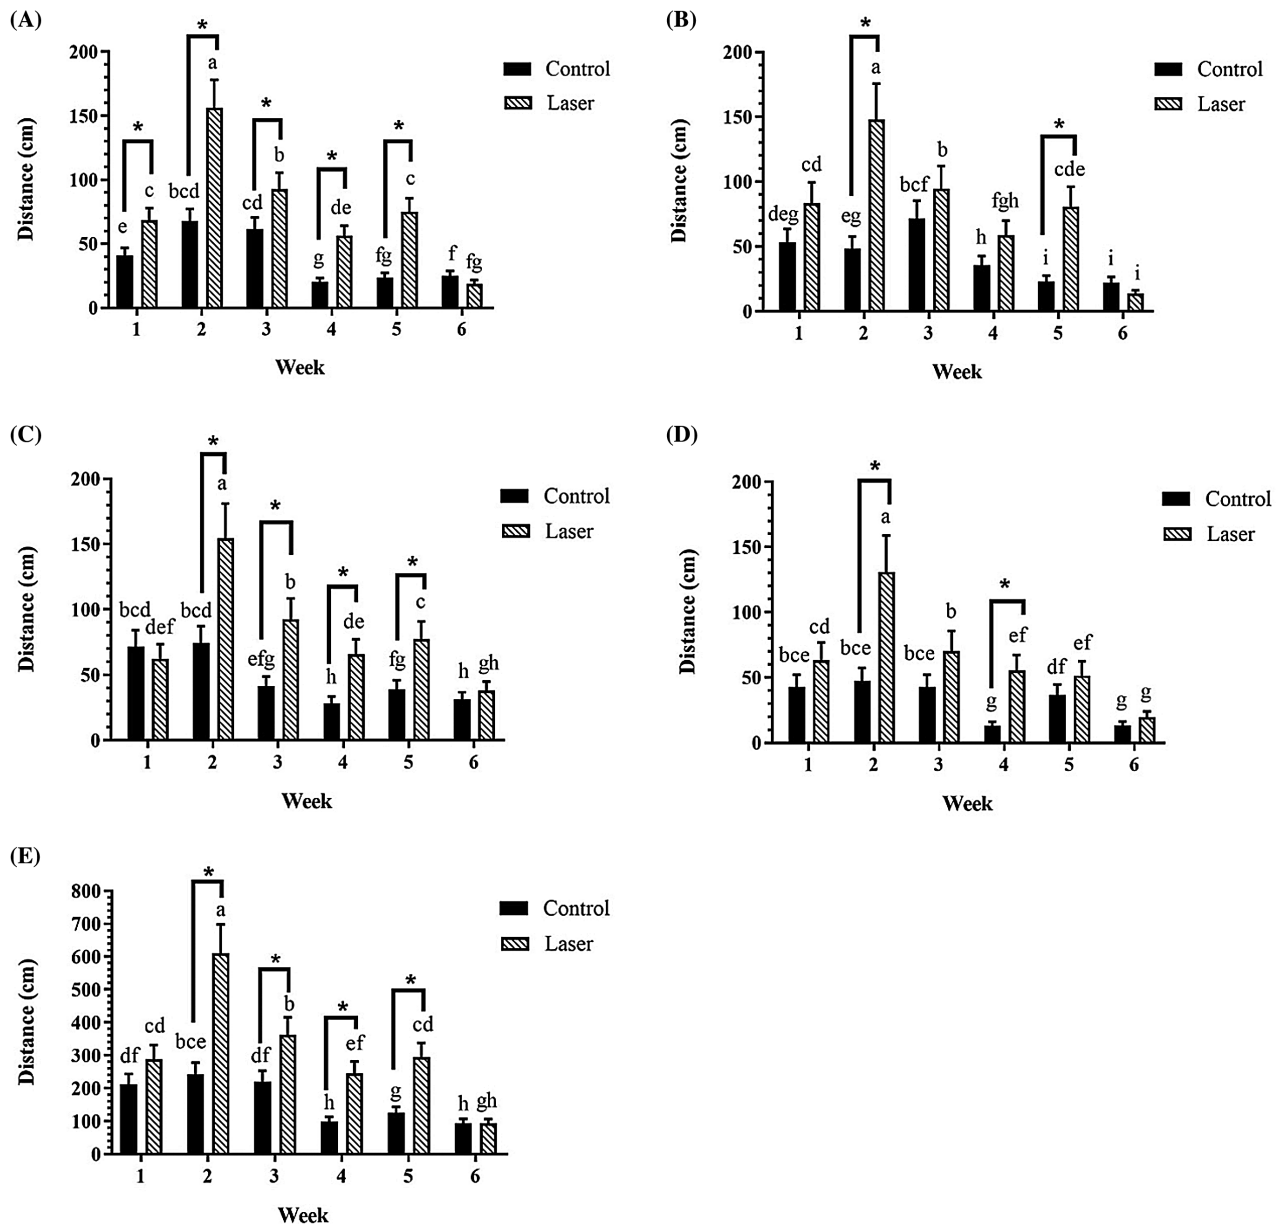 (A)
*
200
150
100
50
0
Distance (cm)
*
*
*
*
e
c
bcd
a
cd
b
g
de
fg
c
f
fg
1 2 3 4 5 6
Week
Control
Laser
(B)
*
200
150
100
50
0
Distance (cm)
*
deg
cd
eg
a
bcf
b
h
fgh
i
cde
i
i
1 2 3 4 5 6
Week
Control
Laser
(C)
*
200
150
100
50
0
Distance (cm)
*
*
*
bcd
def
bcd
a
efg
b
h
de
fg
c
h
gh
1 2 3 4 5 6
Week
Control
Laser
(D)
*
200
150
100
50
0
Distance (cm)
*
bce
cd
bce
a
bce
b
g
ef
df
ef
g
g
1 2 3 4 5 6
Week
Control
Laser
(E)
*
800
700
600
500
400
300
200
100
0
Distance (cm)
*
*
*
df
cd
bce
a
df
b
h
ef
g
cd
h
gh
1 2 3 4 5 6
Week
Control
Laser